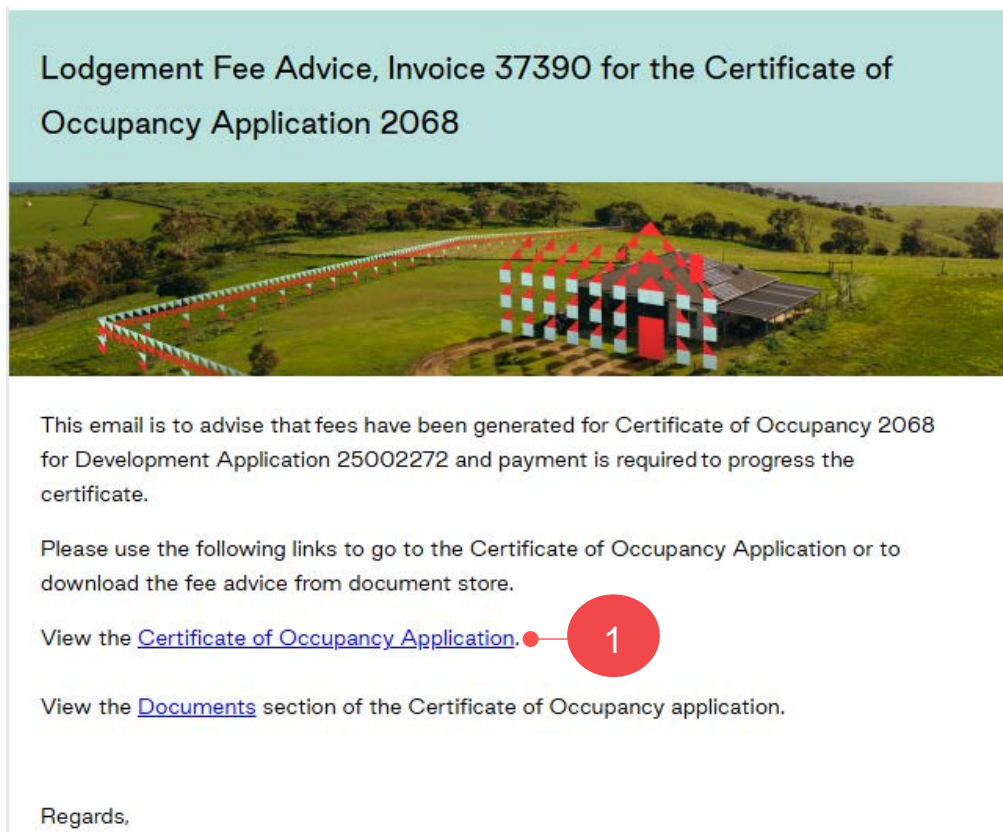 Lodgement Fee Advice, Invoice 37390 for the Certificate of
Occupancy Application 2068
This email is to advise that fees have been generated for Certificate of Occupancy 2068
for Development Application 25002272 and payment is required to progress the
certificate.
Please use the following links to go to the Certificate of Occupancy Application or to
download the fee advice from document store.
View the Certificate of Occupancy Application.
1
View the Documents section of the Certificate of Occupancy application.
Regards,